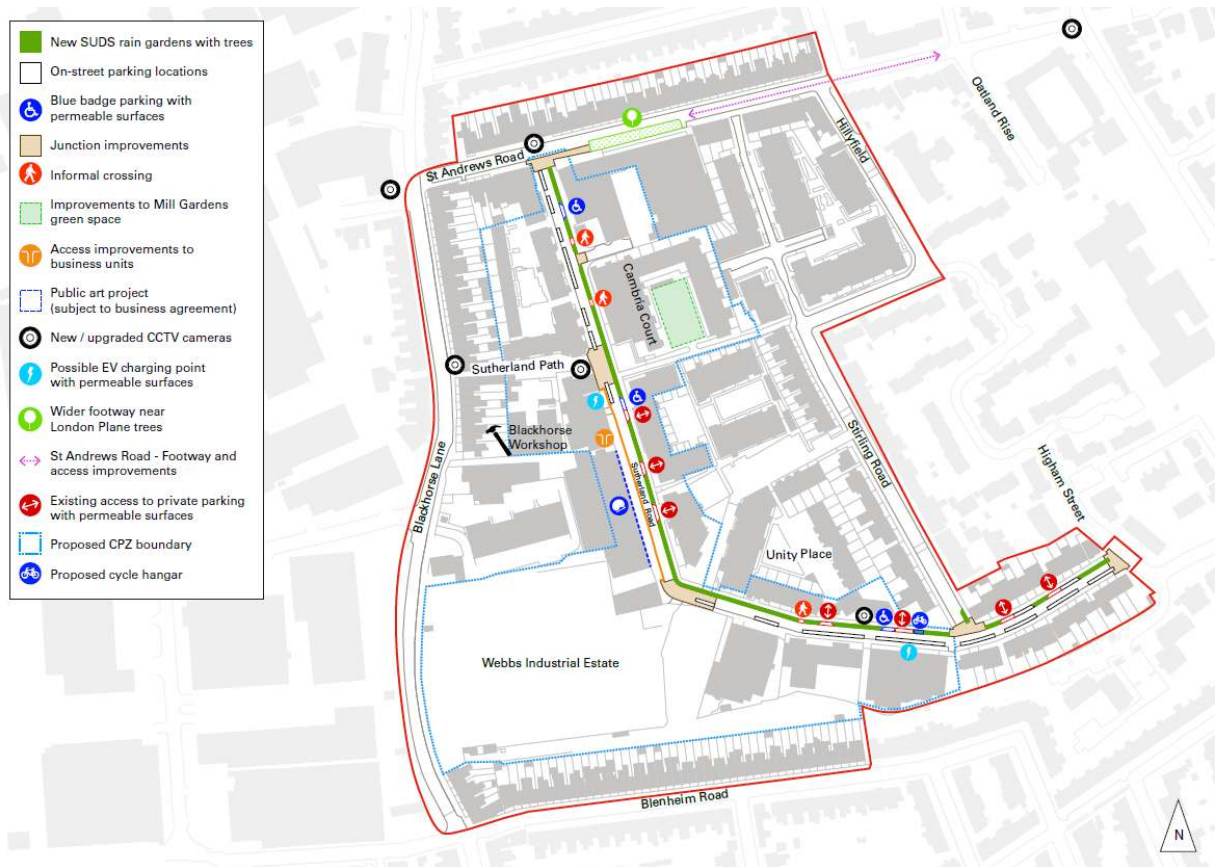 New SUDS rain gardens with trees
On-street parking locations
Blue badge parking with
permeable surfaces
Junction improvements
Informal crossing
Improvements to Mill Gardens
green space
Access improvements to
business units
Public art project
(subject to business agreement)
New / upgraded CCTV cameras
Possible EV charging point
with permeable surfaces
Wider footway near
London Plane trees
St Andrews Road - Footway and
access improvements
Existing access to private parking
with permeable surfaces
Proposed CPZ boundary
Proposed cycle hangar
Oatland Rise
Hillyfield
St Andrews Road
Cambria Court
Sutherland Path
Blackhorse
Workshop
Blackhorse Lane
Sutherland Road
Stirling Road
Higham Street
Unity Place
Webbs Industrial Estate
Blenheim Road
N